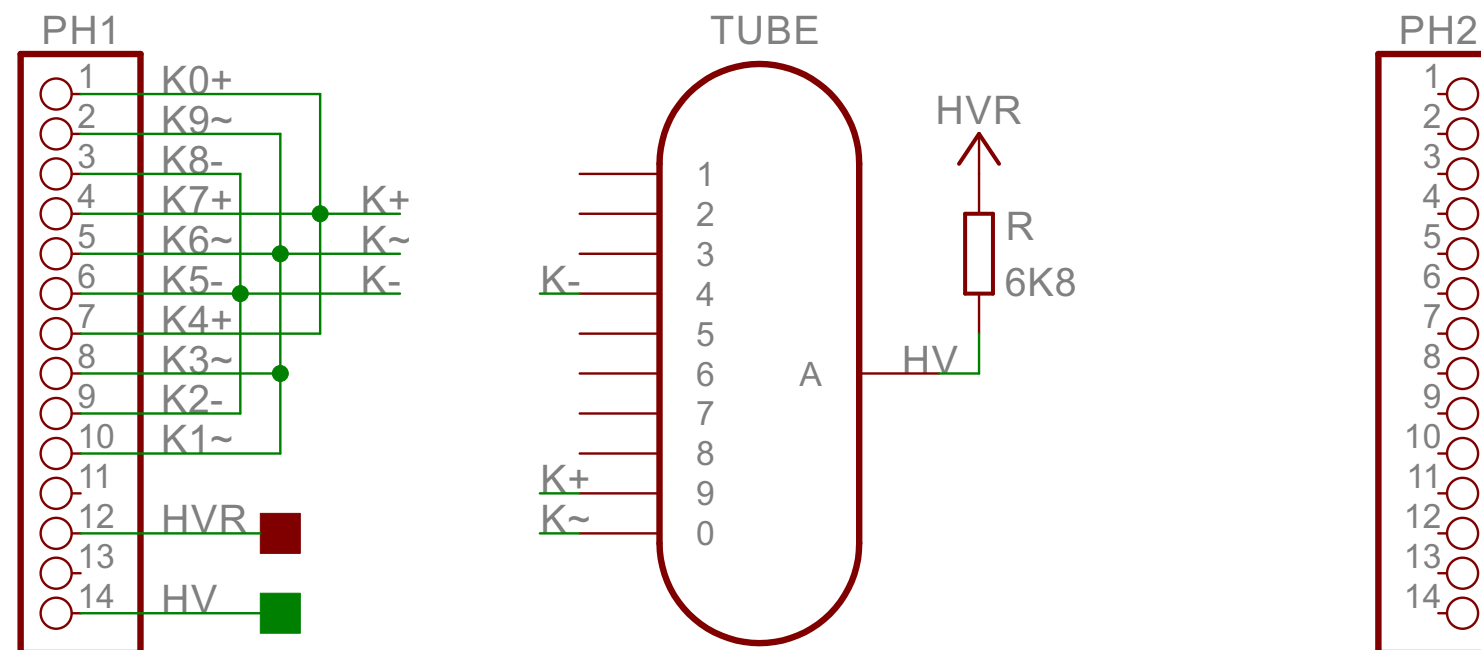 PH1
1 K0+
2 K9~
3 K8-
4 K7+ K+
5 K6~ K~
6 K5- K-
7 K4+
8 K3~
9 K2-
10 K1~
11
12 HVR
13
14 HV
TUBE
1
2
3
K- 4
5
6
7
8
K+ 9
K~ 0
A HV
HVR
R
6K8
PH2
1
2
3
4
5
6
7
8
9
10
11
12
13
14